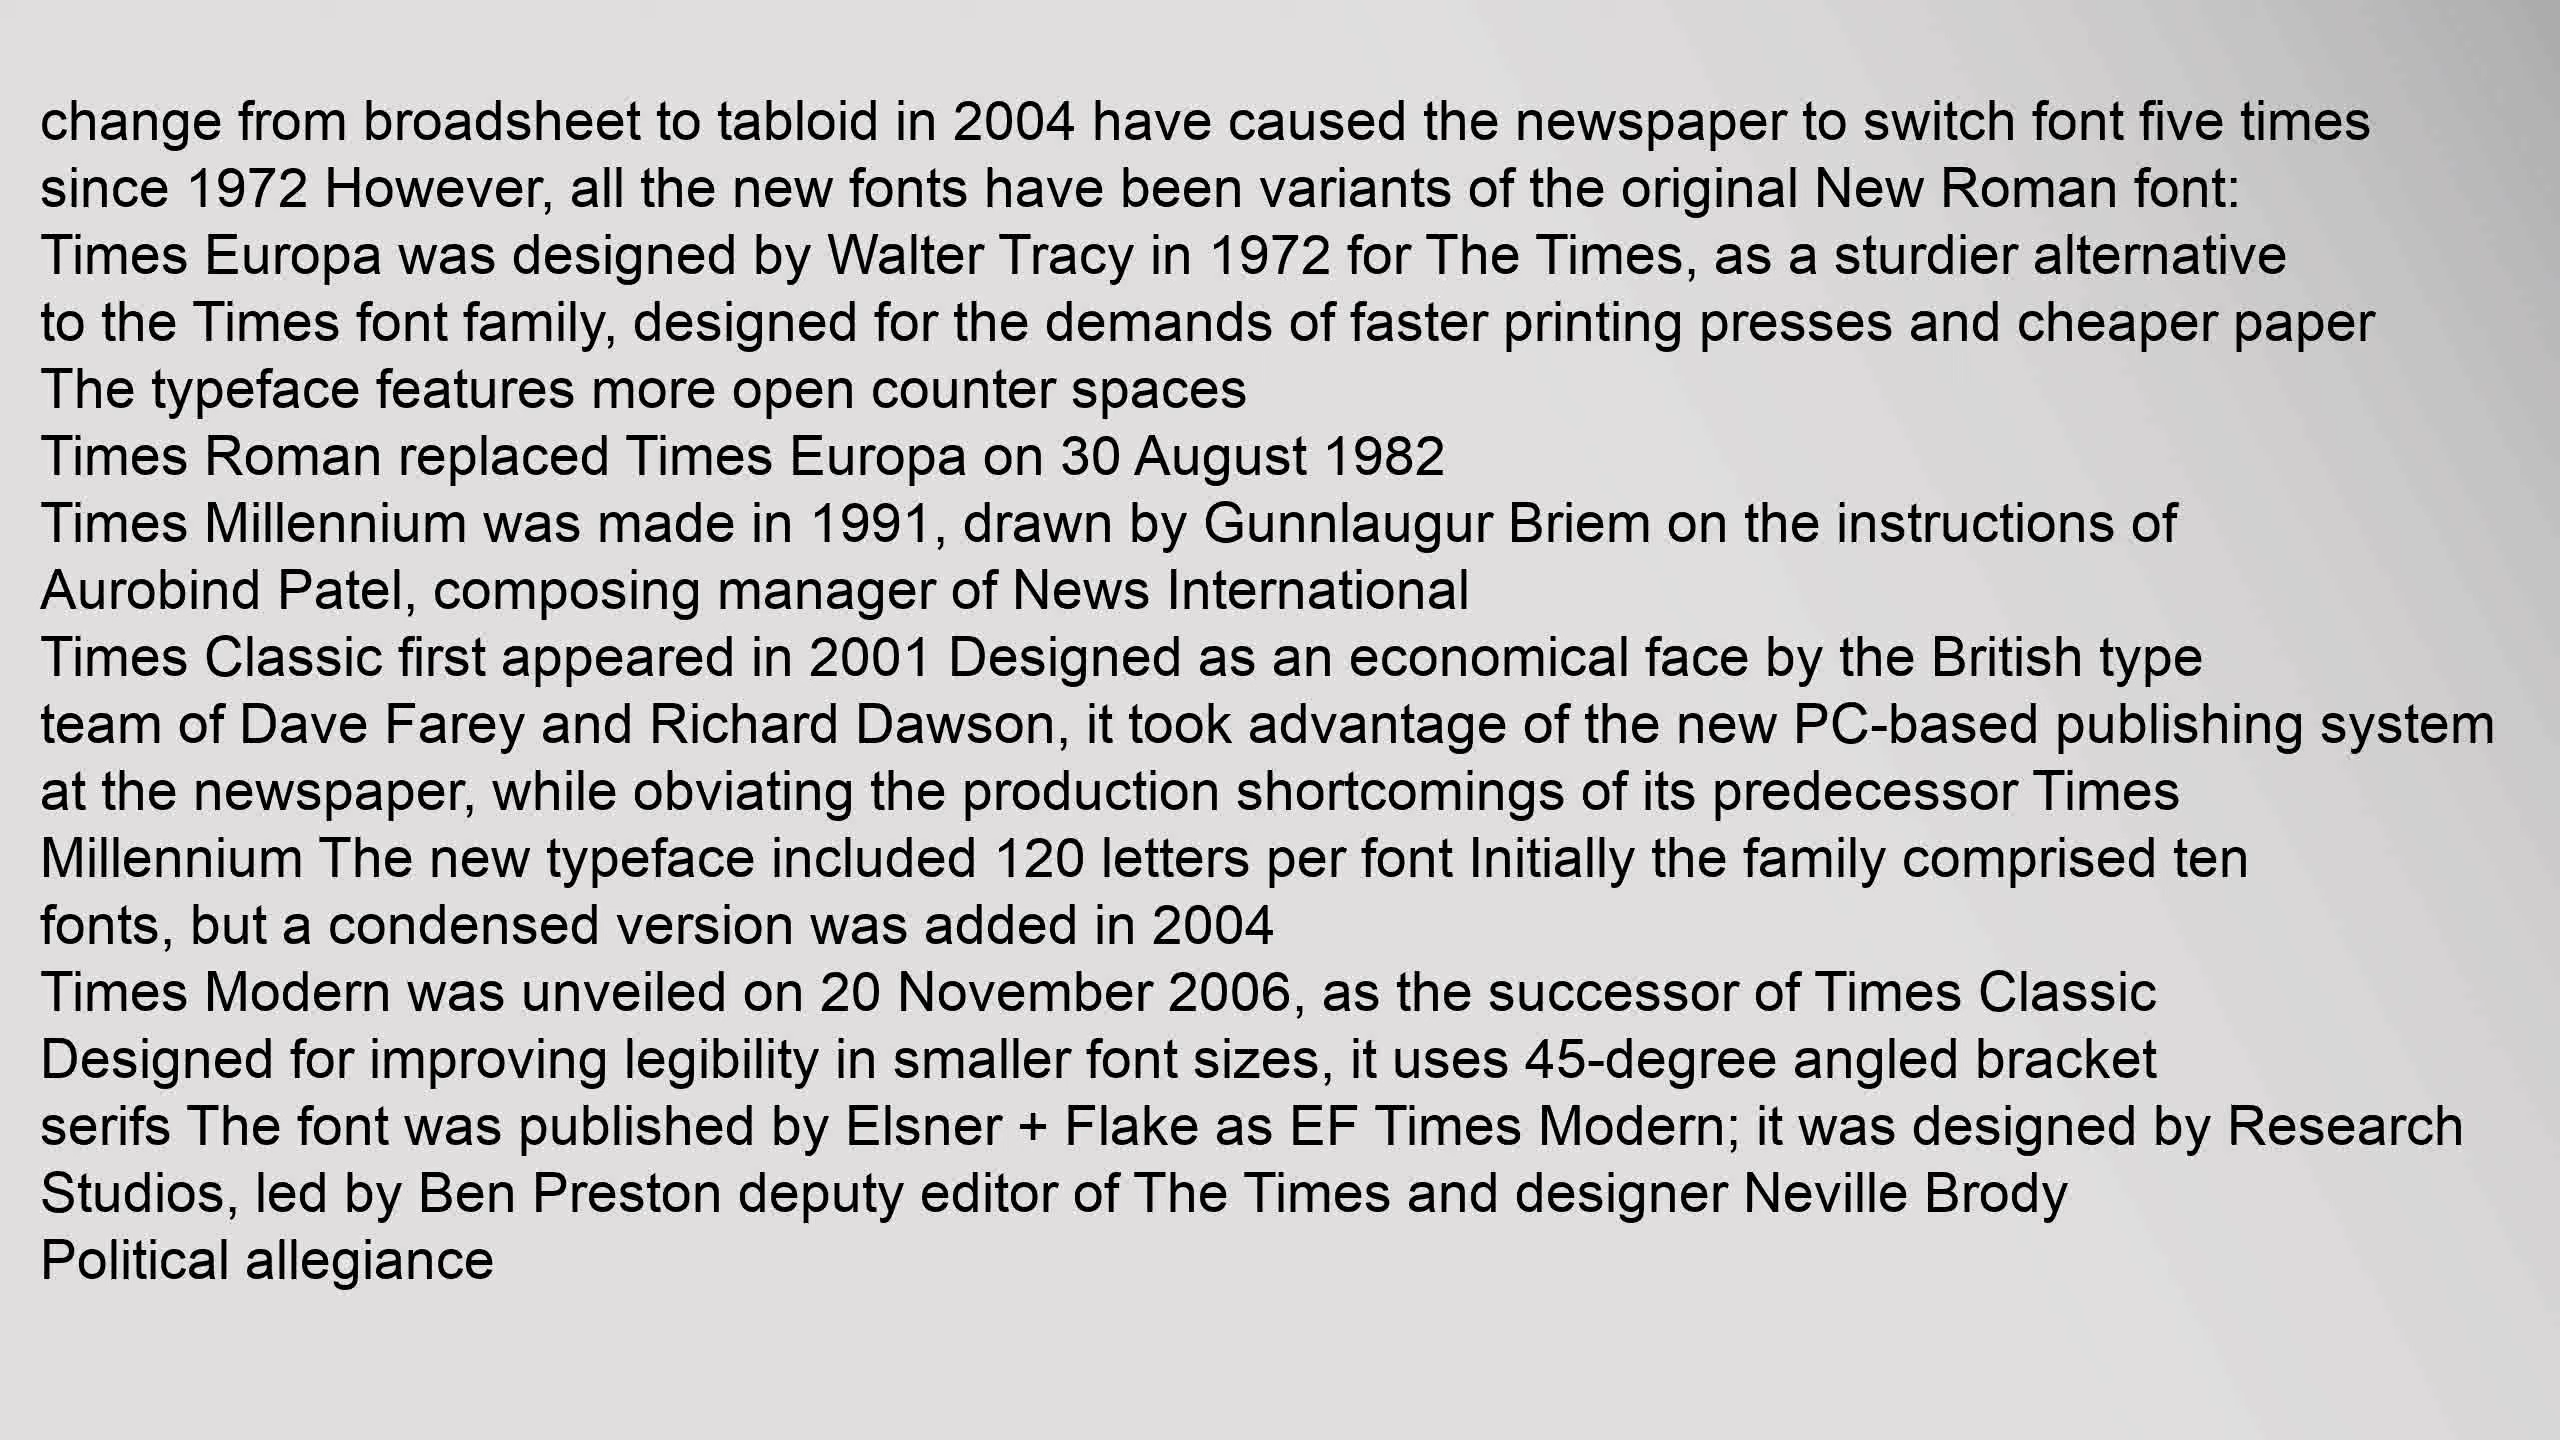 change from broadsheet to tabloid in 2004 have caused the newspaper to switch font five times
since 1972 However, all the new fonts have been variants of the original New Roman font:
Times Europa was designed by Walter Tracy in 1972 for The Times, as a sturdier alternative
to the Times font family, designed for the demands of faster printing presses and cheaper paper
The typeface features more open counter spaces
Times Roman replaced Times Europa on 30 August 1982
Times Millennium was made in 1991, drawn by Gunnlaugur Briem on the instructions of
Aurobind Patel, composing manager of News International
Times Classic first appeared in 2001 Designed as an economical face by the British type
team of Dave Farey and Richard Dawson, it took advantage of the new PC-based publishing system
at the newspaper, while obviating the production shortcomings of its predecessor Times
Millennium The new typeface included 120 letters per font Initially the family comprised ten
fonts, but a condensed version was added in 2004
Times Modern was unveiled on 20 November 2006, as the successor of Times Classic
Designed for improving legibility in smaller font sizes, it uses 45-degree angled bracket
serifs The font was published by Elsner + Flake as EF Times Modern; it was designed by Research
Studios, led by Ben Preston deputy editor of The Times and designer Neville Brody
Political allegiance